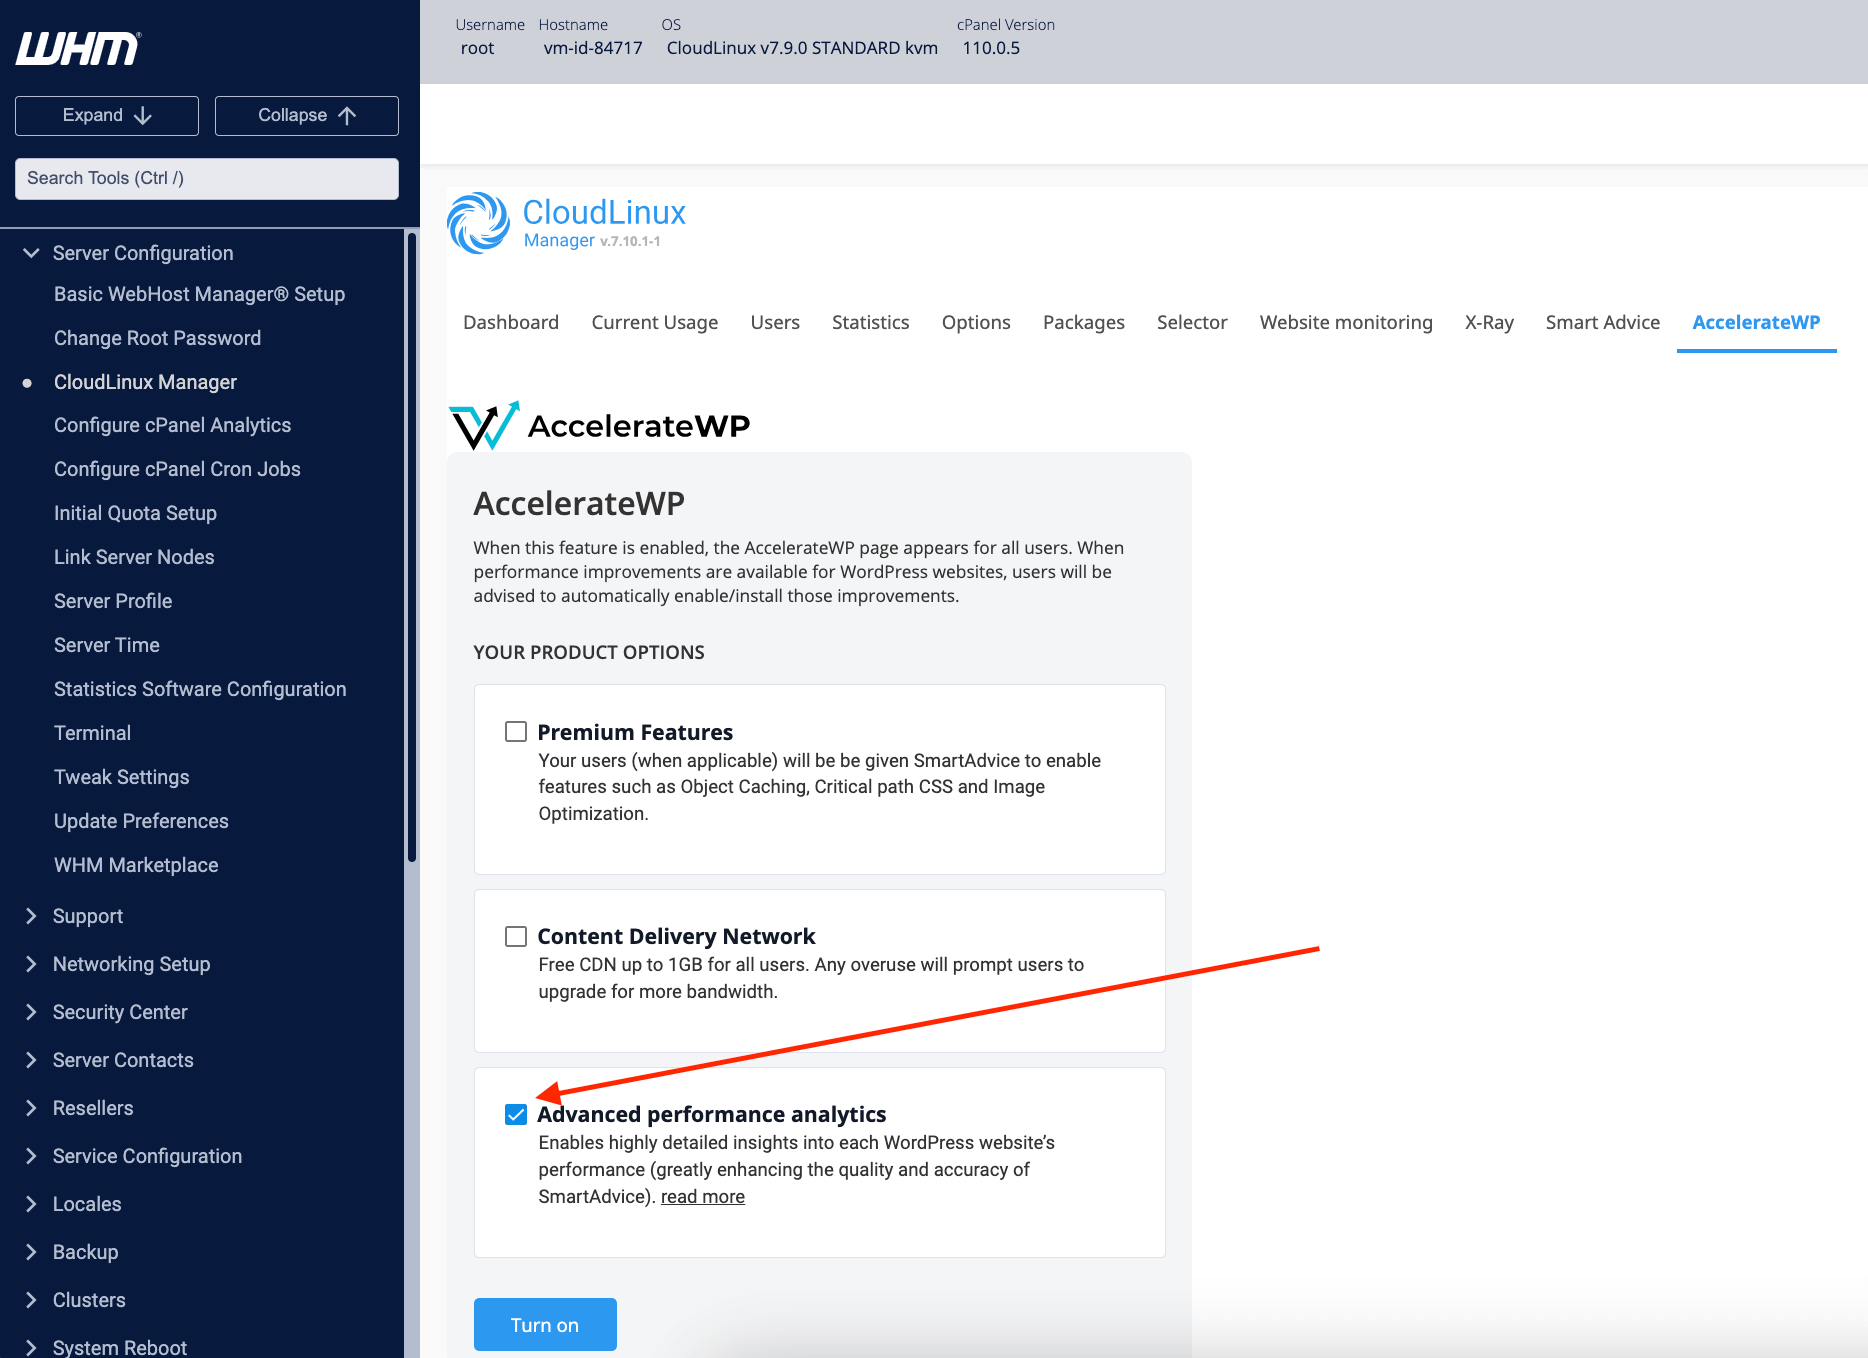 WHM®
Expand
Collapse
Search Tools (Ctrl /)
Server Configuration
Basic WebHost Manager® Setup
Change Root Password
CloudLinux Manager
Configure cPanel Analytics
Configure cPanel Cron Jobs
Initial Quota Setup
Link Server Nodes
Server Profile
Server Time
Statistics Software Configuration
Terminal
Tweak Settings
Update Preferences
WHM Marketplace
Support
Networking Setup
Security Center
Server Contacts
Resellers
Service Configuration
Locales
Backup
Clusters
System Reboot
Username Hostname OS cPanel Version
root vm-id-84717 CloudLinux v7.9.0 STANDARD kvm 110.0.5
CloudLinux
Manager v.7.10.1-1
Dashboard Current Usage Users Statistics Options Packages Selector Website monitoring X-Ray Smart Advice AccelerateWP
AccelerateWP
AccelerateWP
When this feature is enabled, the AccelerateWP page appears for all users. When
performance improvements are available for WordPress websites, users will be
advised to automatically enable/install those improvements.
YOUR PRODUCT OPTIONS
Premium Features
Your users (when applicable) will be be given SmartAdvice to enable
features such as Object Caching, Critical path CSS and Image
Optimization.
Content Delivery Network
Free CDN up to 1GB for all users. Any overuse will prompt users to
upgrade for more bandwidth.
Advanced performance analytics
Enables highly detailed insights into each WordPress website’s
performance (greatly enhancing the quality and accuracy of
SmartAdvice). read more
Turn on